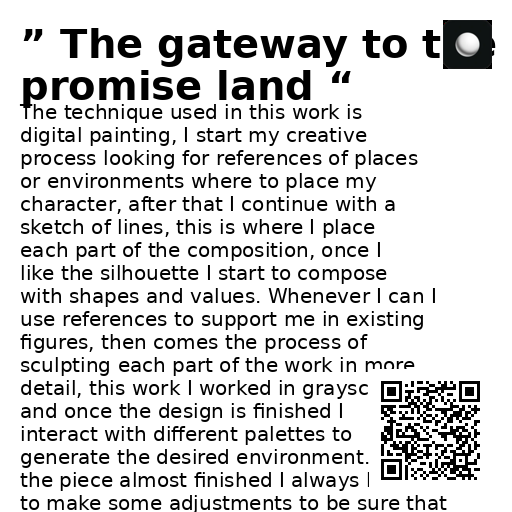 ” The gateway to
promise land “
The technique used in this work is
digital painting, I start my creative
process looking for references of places
or environments where to place my
character, after that I continue with a
sketch of lines, this is where I place
each part of the composition, once I
like the silhouette I start to compose
with shapes and values. Whenever I can I
use references to support me in existing
figures, then comes the process of
sculpting each part of the work in more
detail, this work I worked in graysc
and once the design is finished I
interact with different palettes to
generate the desired environment.
the piece almost finished I always
to make some adjustments to be sure that